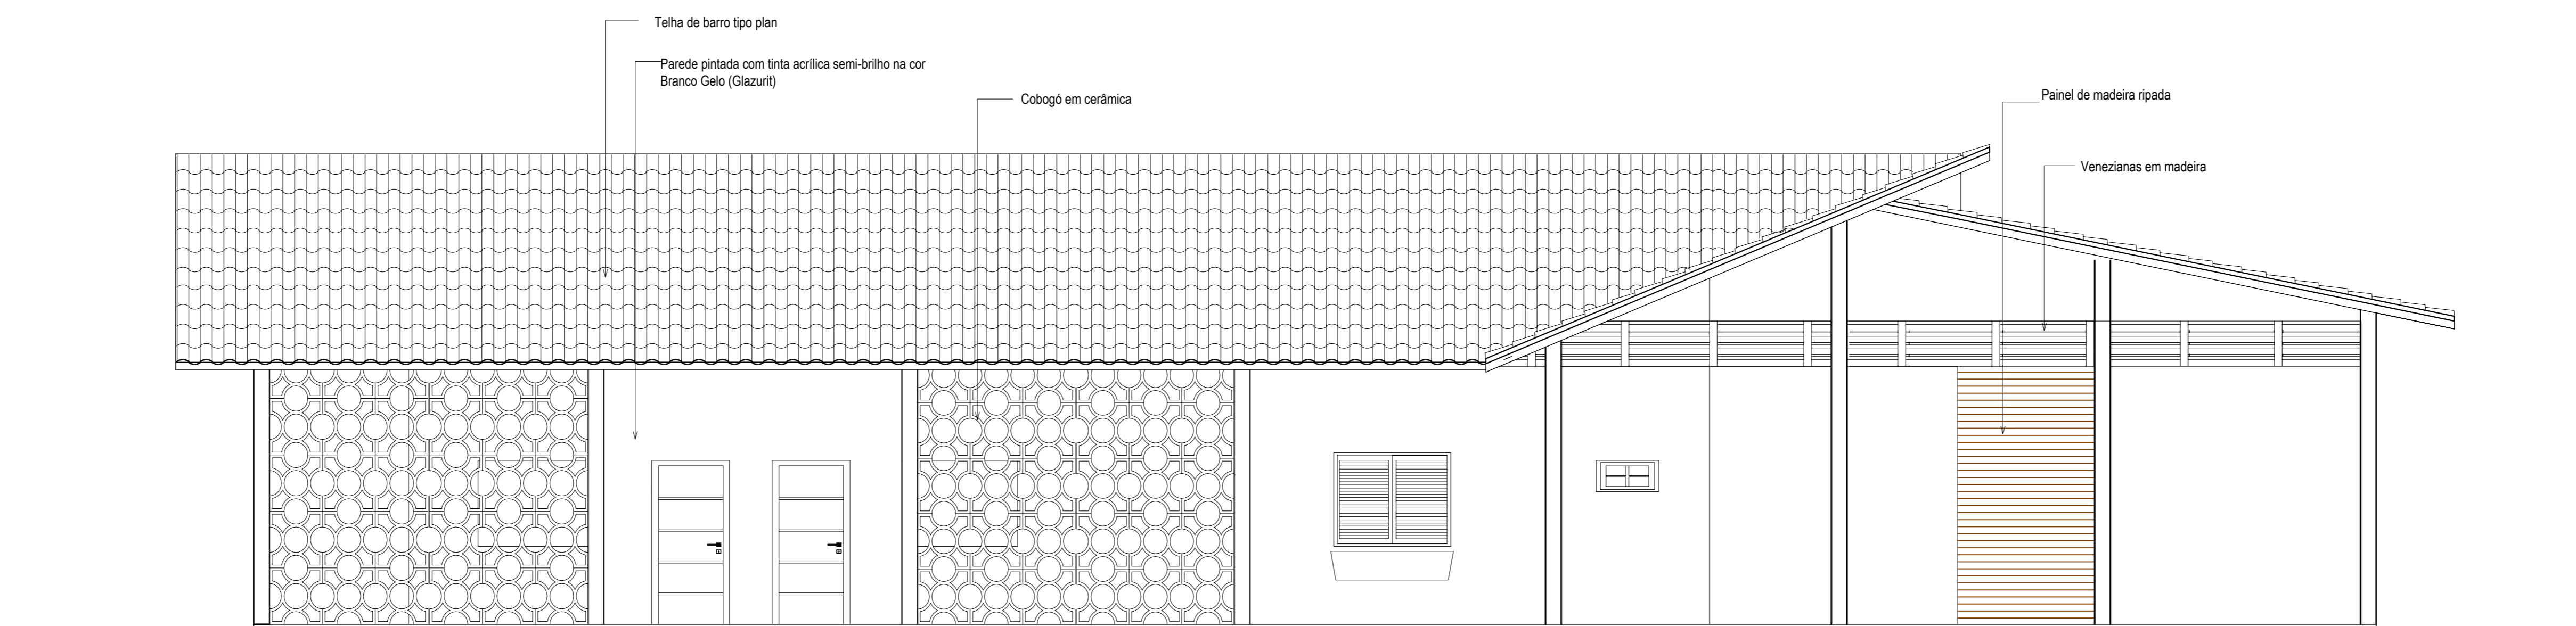 Telha de barro tipo plan
Parede pintada com tinta acrílica semi-brilho na cor
Branco Gelo (Glazurit)
Cobogó em cerâmica
Painel de madeira ripada
Venezianas em madeira